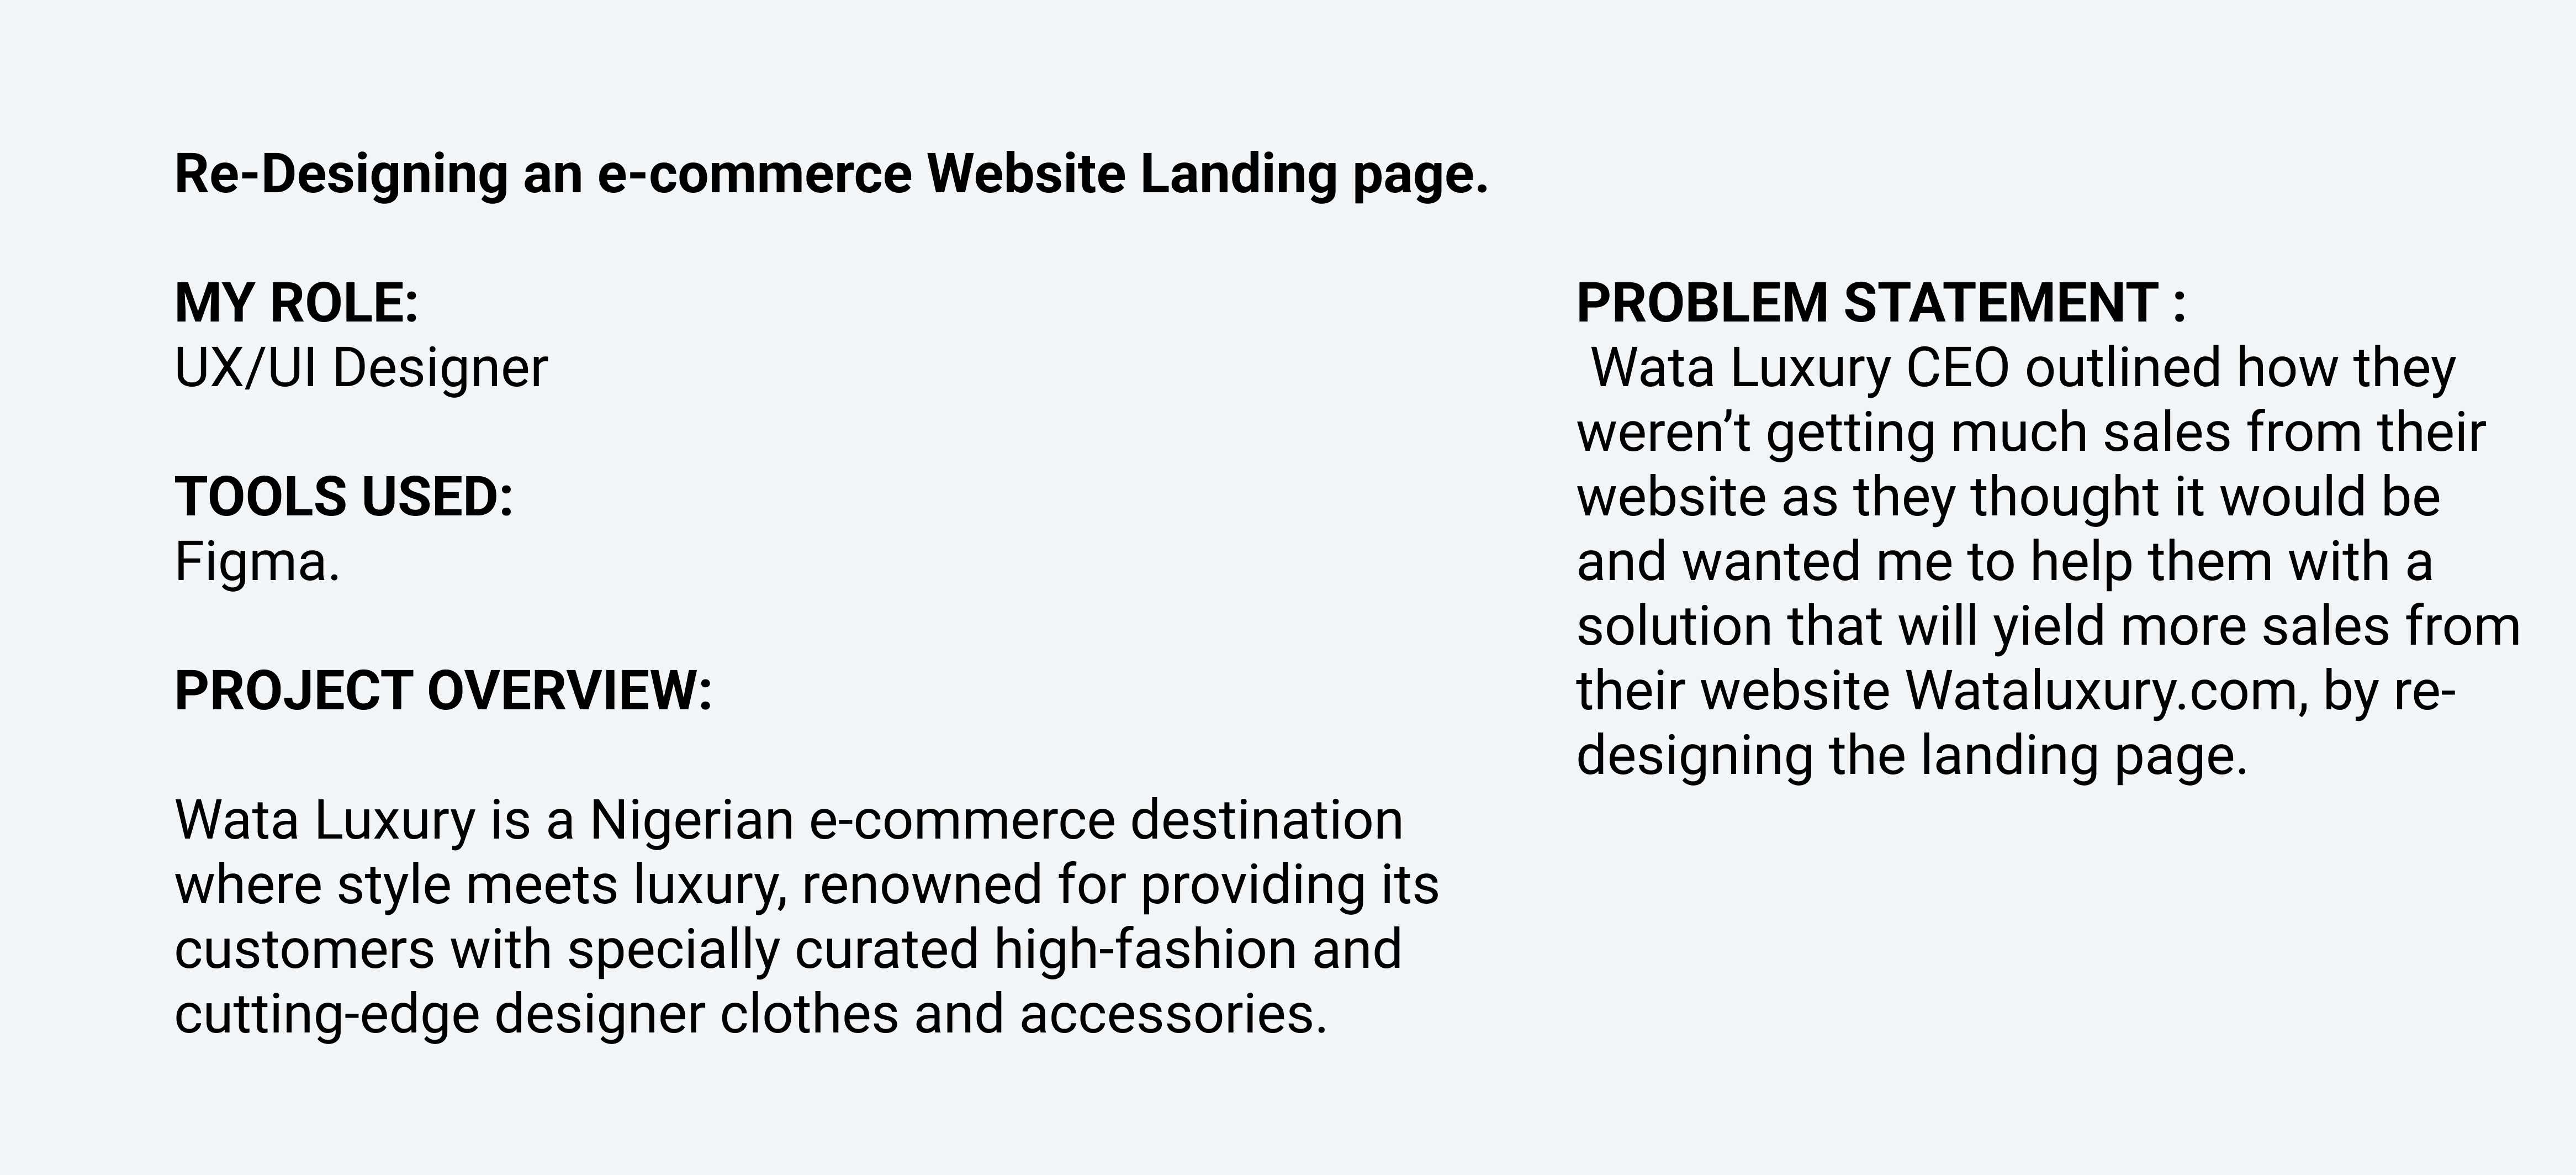 Re-Designing an e-commerce Website Landing page.
MY ROLE:
UX/UI Designer
TOOLS USED:
Figma.
PROJECT OVERVIEW:
Wata Luxury is a Nigerian e-commerce destination
where style meets luxury, renowned for providing its
customers with specially curated high-fashion and
cutting-edge designer clothes and accessories.
PROBLEM STATEMENT :
Wata Luxury CEO outlined how they
weren’t getting much sales from their
website as they thought it would be
and wanted me to help them with a
solution that will yield more sales from
their website Wataluxury.com, by re-
designing the landing page.